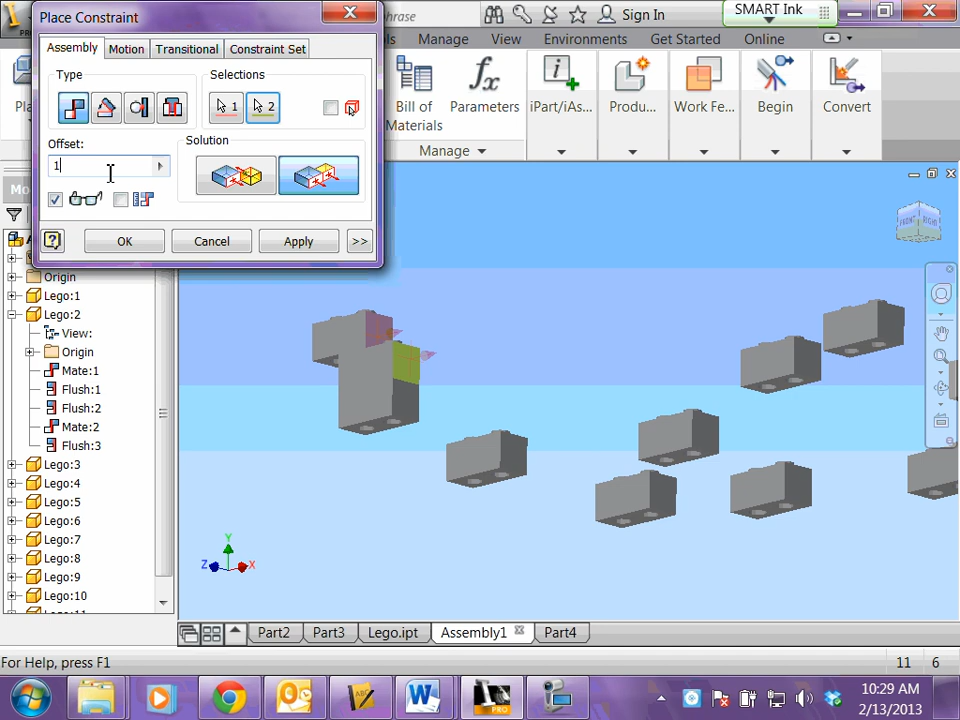 Place Constraint
phrase
Sign In
SMART Ink
Assembly Motion Transitional Constraint Set
Manage View Environments Get Started Online
Type
Selections
1 2
Offset:
1
Solution
OK Cancel Apply >>
Bill of
Materials
Parameters
iPart/iAs...
Produ...
Work Fe...
Begin
Convert
Manage
PRO
Origin
Lego:1
Lego:2
View:
Origin
Mate:1
Flush:1
Flush:2
Mate:2
Flush:3
Lego:3
Lego:4
Lego:5
Lego:6
Lego:7
Lego:8
Lego:9
Lego:10
FRONT
Y
Z X
Part2 Part3 Lego.ipt Assembly1 Part4
For Help, press F1
11 6
10:29 AM
2/13/2013